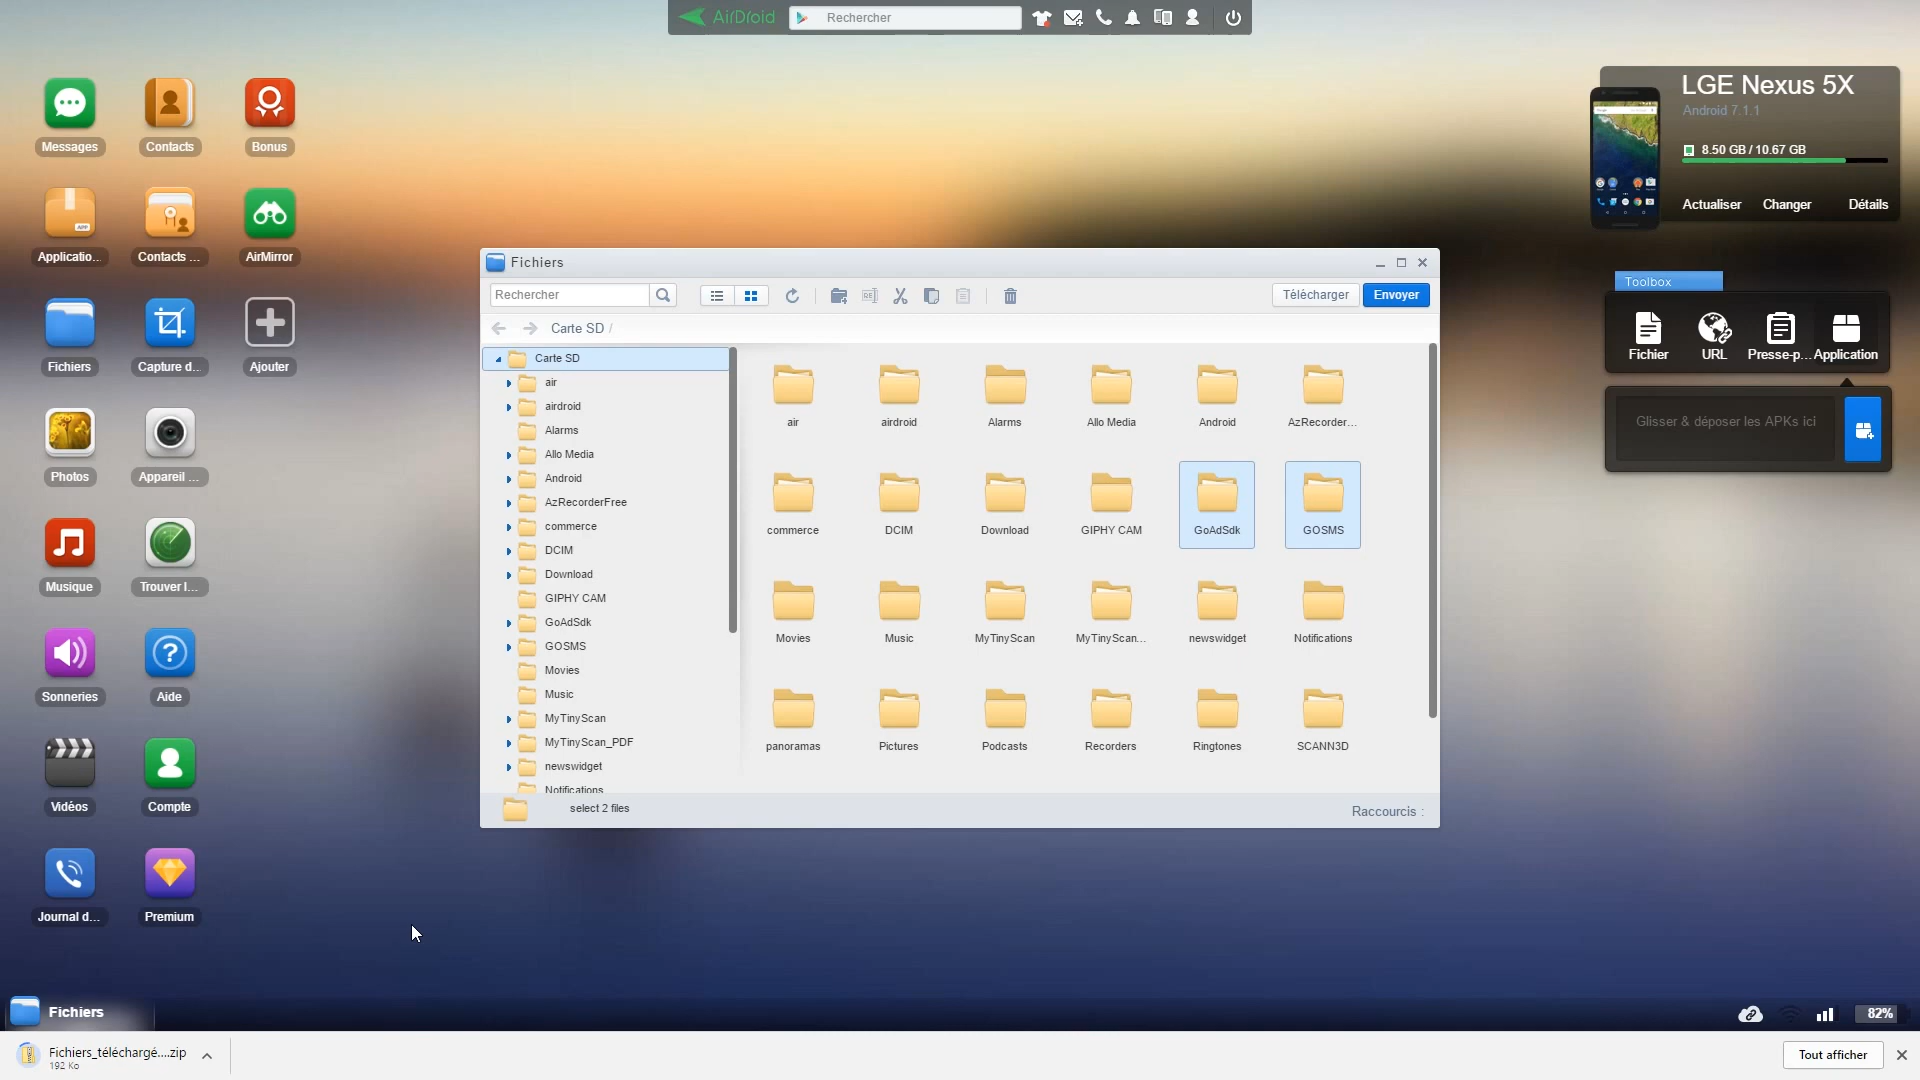 AirDroid
Rechercher
Messages
Contacts
Bonus
Applicatio...
Contacts ...
AirMirror
Fichiers
Capture d...
Ajouter
Photos
Appareil ...
Musique
Trouver l...
Sonneries
Aide
Vidéos
Compte
Journal d...
Premium
LGE Nexus 5X
Android 7.1.1
8.50 GB / 10.67 GB
Actualiser
Changer
Détails
Toolbox
Fichier
URL
Presse-p...
Application
Glisser & déposer les APKs ici
Fichiers
Rechercher
Télécharger
Envoyer
Carte SD /
Carte SD
air
airdroid
Alarms
Allo Media
Android
AzRecorderFree
commerce
DCIM
Download
GIPHY CAM
GoAdSdk
GOSMS
Movies
Music
MyTinyScan
MyTinyScan_PDF
newswidget
Notifications
air
airdroid
Alarms
Allo Media
Android
AzRecorder...
commerce
DCIM
Download
GIPHY CAM
GoAdSdk
GOSMS
Movies
Music
MyTinyScan
MyTinyScan...
newswidget
Notifications
panoramas
Pictures
Podcasts
Recorders
Ringtones
SCANN3D
select 2 files
Raccourcis :
Fichiers
82%
Fichiers_téléchargé....zip
192 Ko
Tout afficher